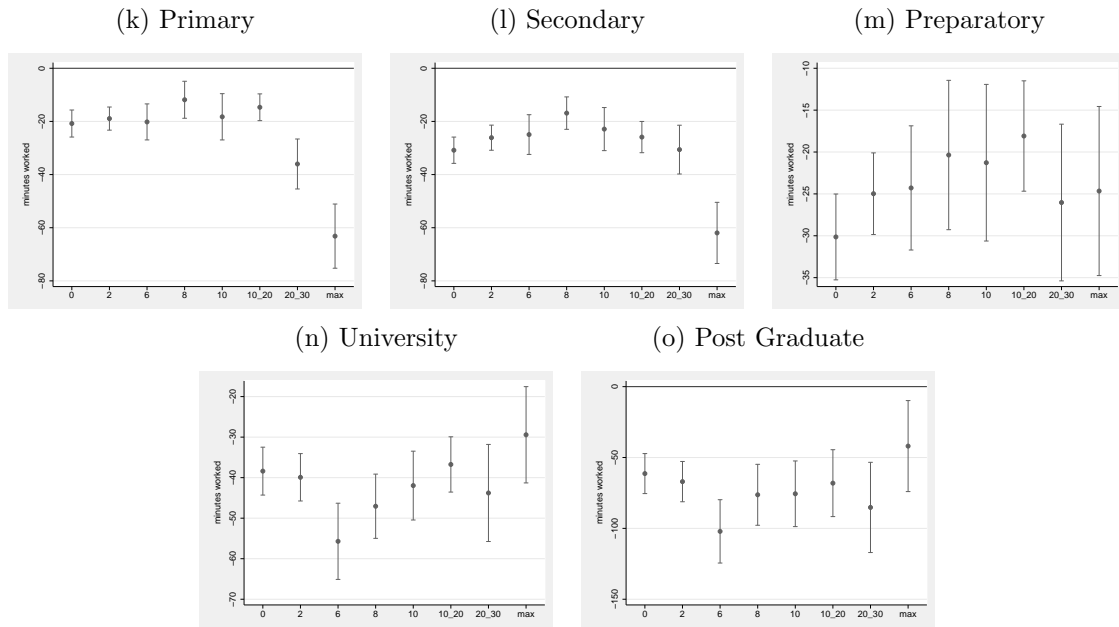 (k) Primary (l) Secondary (m) Preparatory
minutes worked
0
−20
−40
−60
−80
0 2 6 8 10 10_20 20_30 max
minutes worked
0
−20
−40
−60
−80
0 2 6 8 10 10_20 20_30 max
minutes worked
−10
−15
−20
−25
−30
−35
0 2 6 8 10 10_20 20_30 max
(n) University (o) Post Graduate
minutes worked
−20
−30
−40
−50
−60
−70
0 2 6 8 10 10_20 20_30 max
minutes worked
0
−50
−100
−150
0 2 6 8 10 10_20 20_30 max